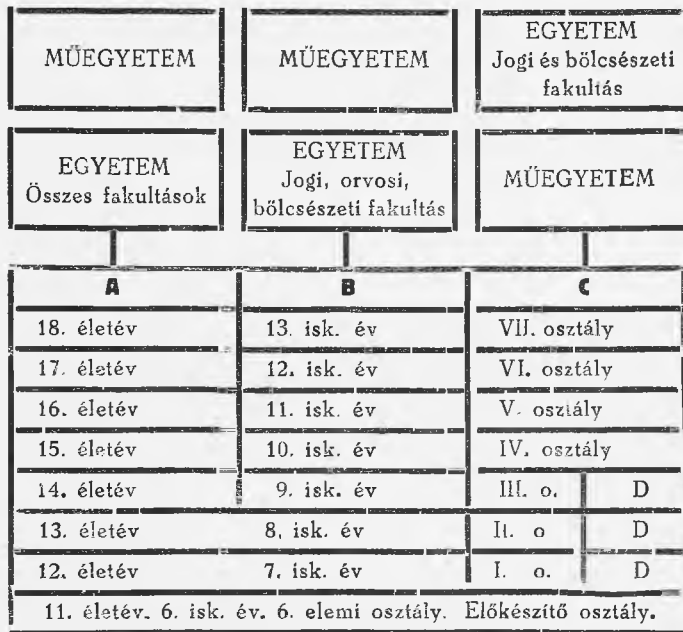 MŰEGYETEM
MŰEGYETEM
EGYETEM
Jogi és bölcsészeti
fakultás
EGYETEM
Összes fakultások
EGYETEM
Jogi, orvosi,
bölcsészeti fakultás
MŰEGYETEM
A B C
18. életév 13. isk. év VII. osztály
17. életév 12. isk. év VI. osztály
16. életév 11. isk. év V. osztály
15. életév 10. isk. év IV. osztály
14. életév 9. isk. év III. o. D
13. életév 8. isk. év II. o D
12. életév 7. isk. év I. o. D
11. életév. 6. isk. év. 6. elemi osztály. Előkészítő osztály.